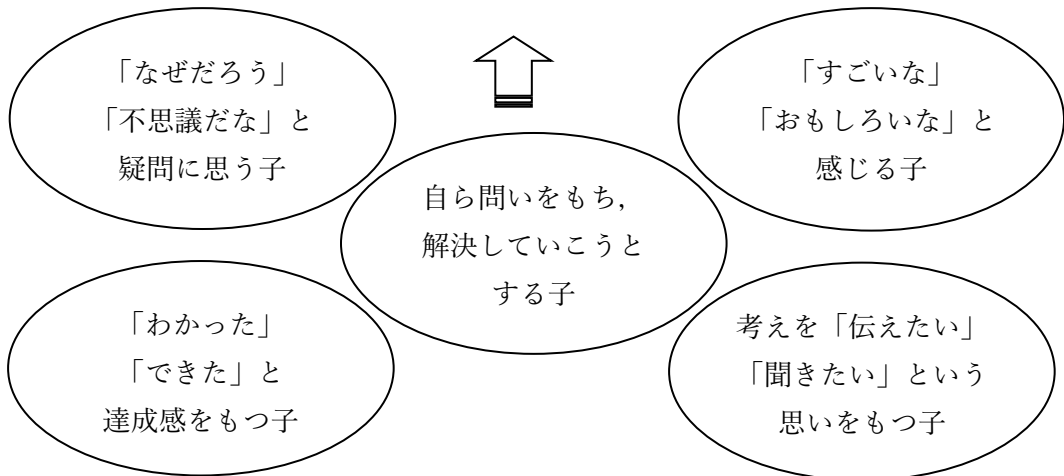 「なぜだろう」
「不思議だな」と
疑問に思う子
「すごいな」
「おもしろいな」と
感じる子
自ら問いをもち，
解決していこうと
する子
「わかった」
「できた」と
達成感をもつ子
考えを「伝えたい」
「聞きたい」という
思いをもつ子